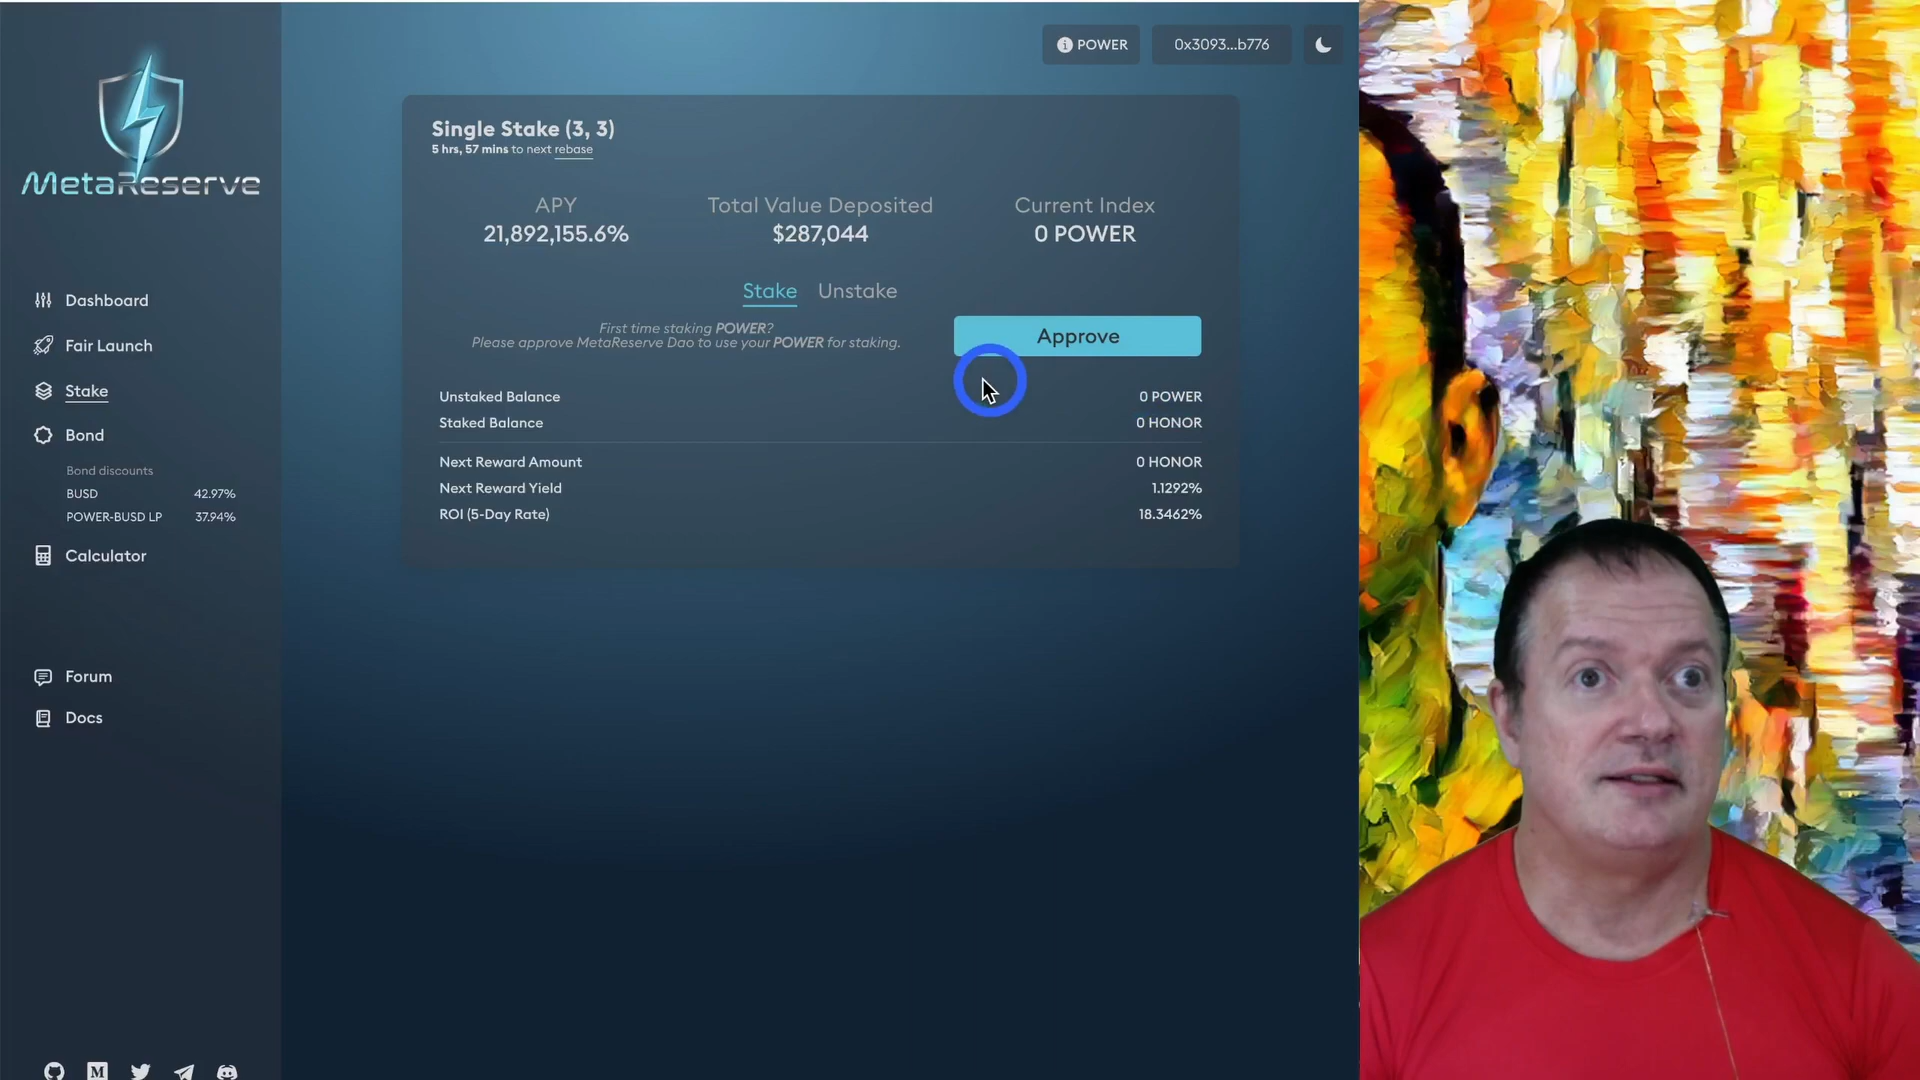 MetaReserve
Dashboard
Fair Launch
Stake
Bond
Bond discounts
BUSD 42.97%
POWER-BUSD LP 37.94%
Calculator
Forum
Docs
POWER
0x3093...b776
Single Stake (3, 3)
5 hrs, 57 mins to next rebase
APY Total Value Deposited Current Index
21,892,155.6% $287,044 0 POWER
Stake Unstake
First time staking POWER?
Please approve MetaReserve Dao to use your POWER for staking.
Approve
Unstaked Balance 0 POWER
Staked Balance 0 HONOR
Next Reward Amount 0 HONOR
Next Reward Yield 1.1292%
ROI (5-Day Rate) 18.3462%